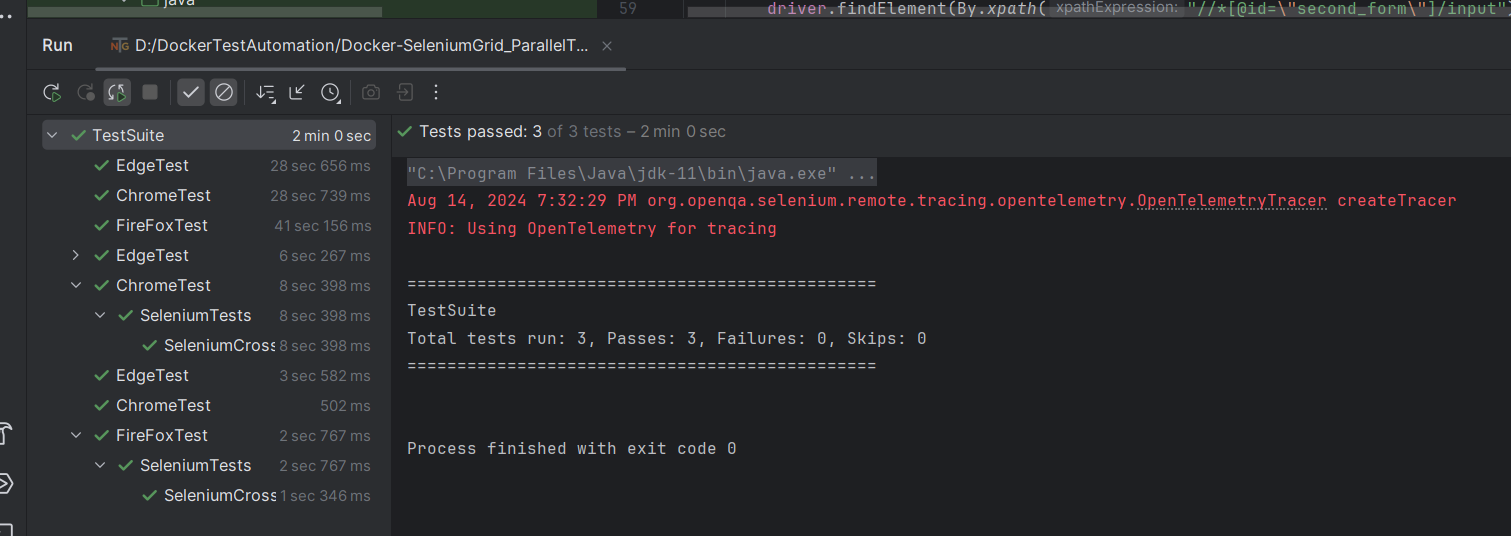 java
59
driver.findElement(By.xpath( xpathExpression: "//*[@id=\"second_form\"]/input")
Run
D:/DockerTestAutomation/Docker-SeleniumGrid_ParallelT...
TestSuite 2 min 0 sec
EdgeTest 28 sec 656 ms
ChromeTest 28 sec 739 ms
FireFoxTest 41 sec 156 ms
EdgeTest 6 sec 267 ms
ChromeTest 8 sec 398 ms
SeleniumTests 8 sec 398 ms
SeleniumCross 8 sec 398 ms
EdgeTest 3 sec 582 ms
ChromeTest 502 ms
FireFoxTest 2 sec 767 ms
SeleniumTests 2 sec 767 ms
SeleniumCross 1 sec 346 ms
Tests passed: 3 of 3 tests – 2 min 0 sec
"C:\Program Files\Java\jdk-11\bin\java.exe" ...
Aug 14, 2024 7:32:29 PM org.openqa.selenium.remote.tracing.opentelemetry.OpenTelemetryTracer createTracer
INFO: Using OpenTelemetry for tracing
===============================================
TestSuite
Total tests run: 3, Passes: 3, Failures: 0, Skips: 0
===============================================
Process finished with exit code 0